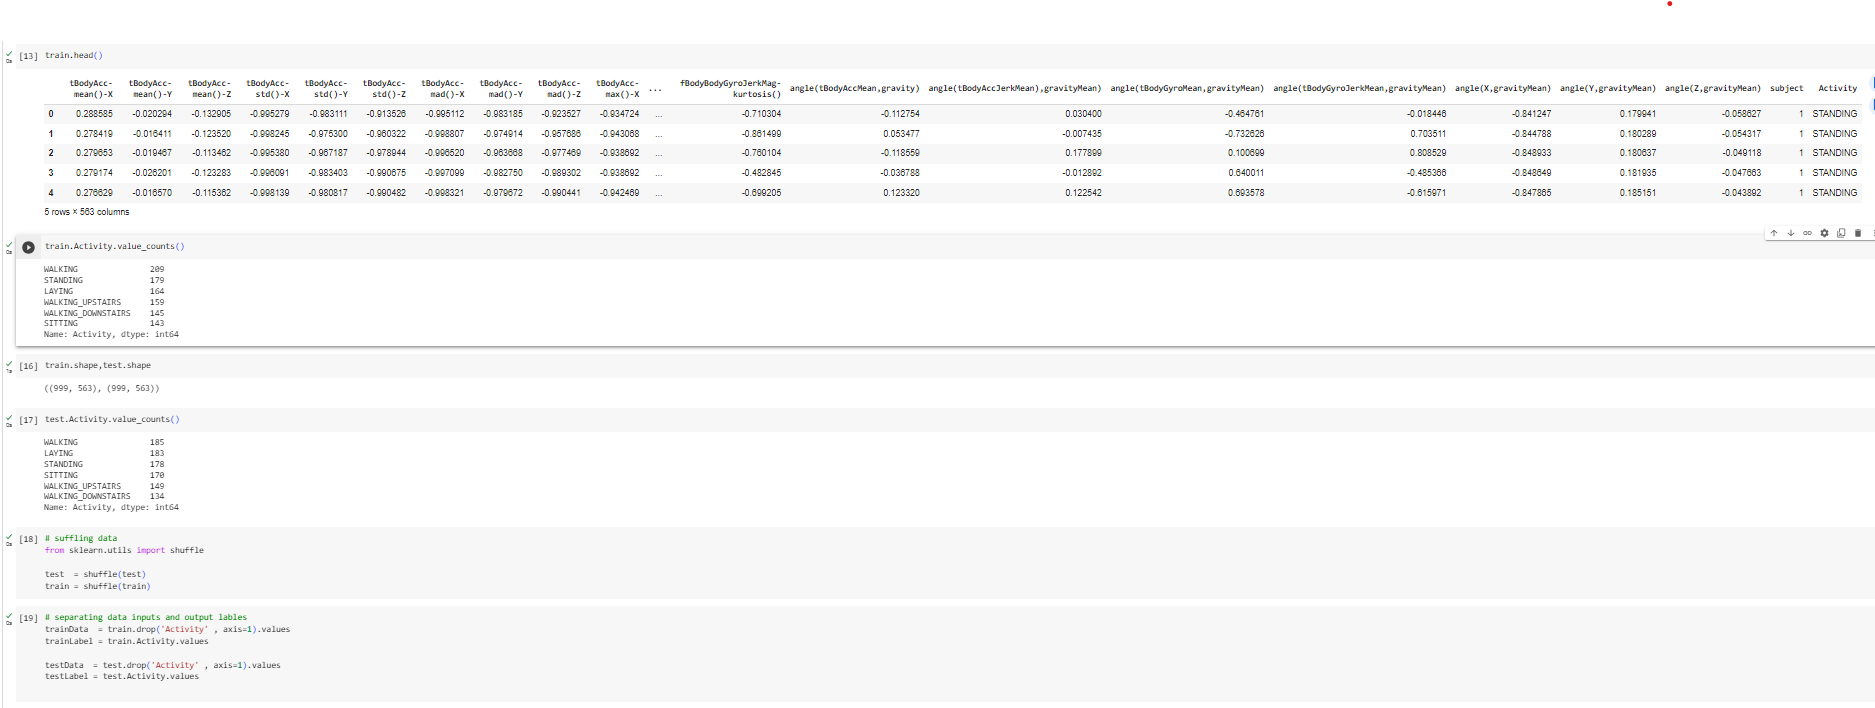 [13] train.head()
tBodyAcc-mean()-X tBodyAcc-mean()-Y tBodyAcc-mean()-Z tBodyAcc-std()-X tBodyAcc-std()-Y tBodyAcc-std()-Z tBodyAcc-mad()-X tBodyAcc-mad()-Y tBodyAcc-mad()-Z tBodyAcc-max()-X ... fBodyBodyGyroJerkMag-kurtosis() angle(tBodyAccMean,gravity) angle(tBodyAccJerkMean),gravityMean) angle(tBodyGyroMean,gravityMean) angle(tBodyGyroJerkMean,gravityMean) angle(X,gravityMean) angle(Y,gravityMean) angle(Z,gravityMean) subject Activity
0 0.288585 -0.020294 -0.132905 -0.995279 -0.983111 -0.913526 -0.995112 -0.983185 -0.923527 -0.934724 ... -0.710304 -0.112754 0.030400 -0.464761 -0.018446 -0.841247 0.179941 -0.058627 1 STANDING
1 0.278419 -0.016411 -0.123520 -0.998245 -0.975300 -0.960322 -0.998807 -0.974914 -0.957686 -0.943068 ... -0.861499 0.053477 -0.007435 -0.732626 0.703511 -0.844788 0.180289 -0.054317 1 STANDING
2 0.279653 -0.019467 -0.113462 -0.995380 -0.967187 -0.978944 -0.996520 -0.963668 -0.977469 -0.938692 ... -0.760104 -0.118559 0.177899 0.100699 0.808529 -0.848933 0.180637 -0.049118 1 STANDING
3 0.279174 -0.026201 -0.123283 -0.996091 -0.983403 -0.990675 -0.997099 -0.982750 -0.989302 -0.938692 ... -0.482845 -0.036788 -0.012892 0.640011 -0.485366 -0.848649 0.181935 -0.047663 1 STANDING
4 0.276629 -0.016570 -0.115362 -0.998139 -0.980817 -0.990482 -0.998321 -0.979672 -0.990441 -0.942469 ... -0.699205 0.123320 0.122542 0.693578 -0.615971 -0.847865 0.185151 -0.043892 1 STANDING
5 rows × 563 columns
train.Activity.value_counts()
WALKING 209
STANDING 179
LAYING 164
WALKING_UPSTAIRS 159
WALKING_DOWNSTAIRS 145
SITTING 143
Name: Activity, dtype: int64
[16] train.shape,test.shape
((999, 563), (999, 563))
[17] test.Activity.value_counts()
WALKING 185
LAYING 183
STANDING 178
SITTING 170
WALKING_UPSTAIRS 149
WALKING_DOWNSTAIRS 134
Name: Activity, dtype: int64
[18] # suffling data
from sklearn.utils import shuffle
test = shuffle(test)
train = shuffle(train)
[19] # separating data inputs and output lables
trainData = train.drop('Activity' , axis=1).values
trainLabel = train.Activity.values
testData = test.drop('Activity' , axis=1).values
testLabel = test.Activity.values